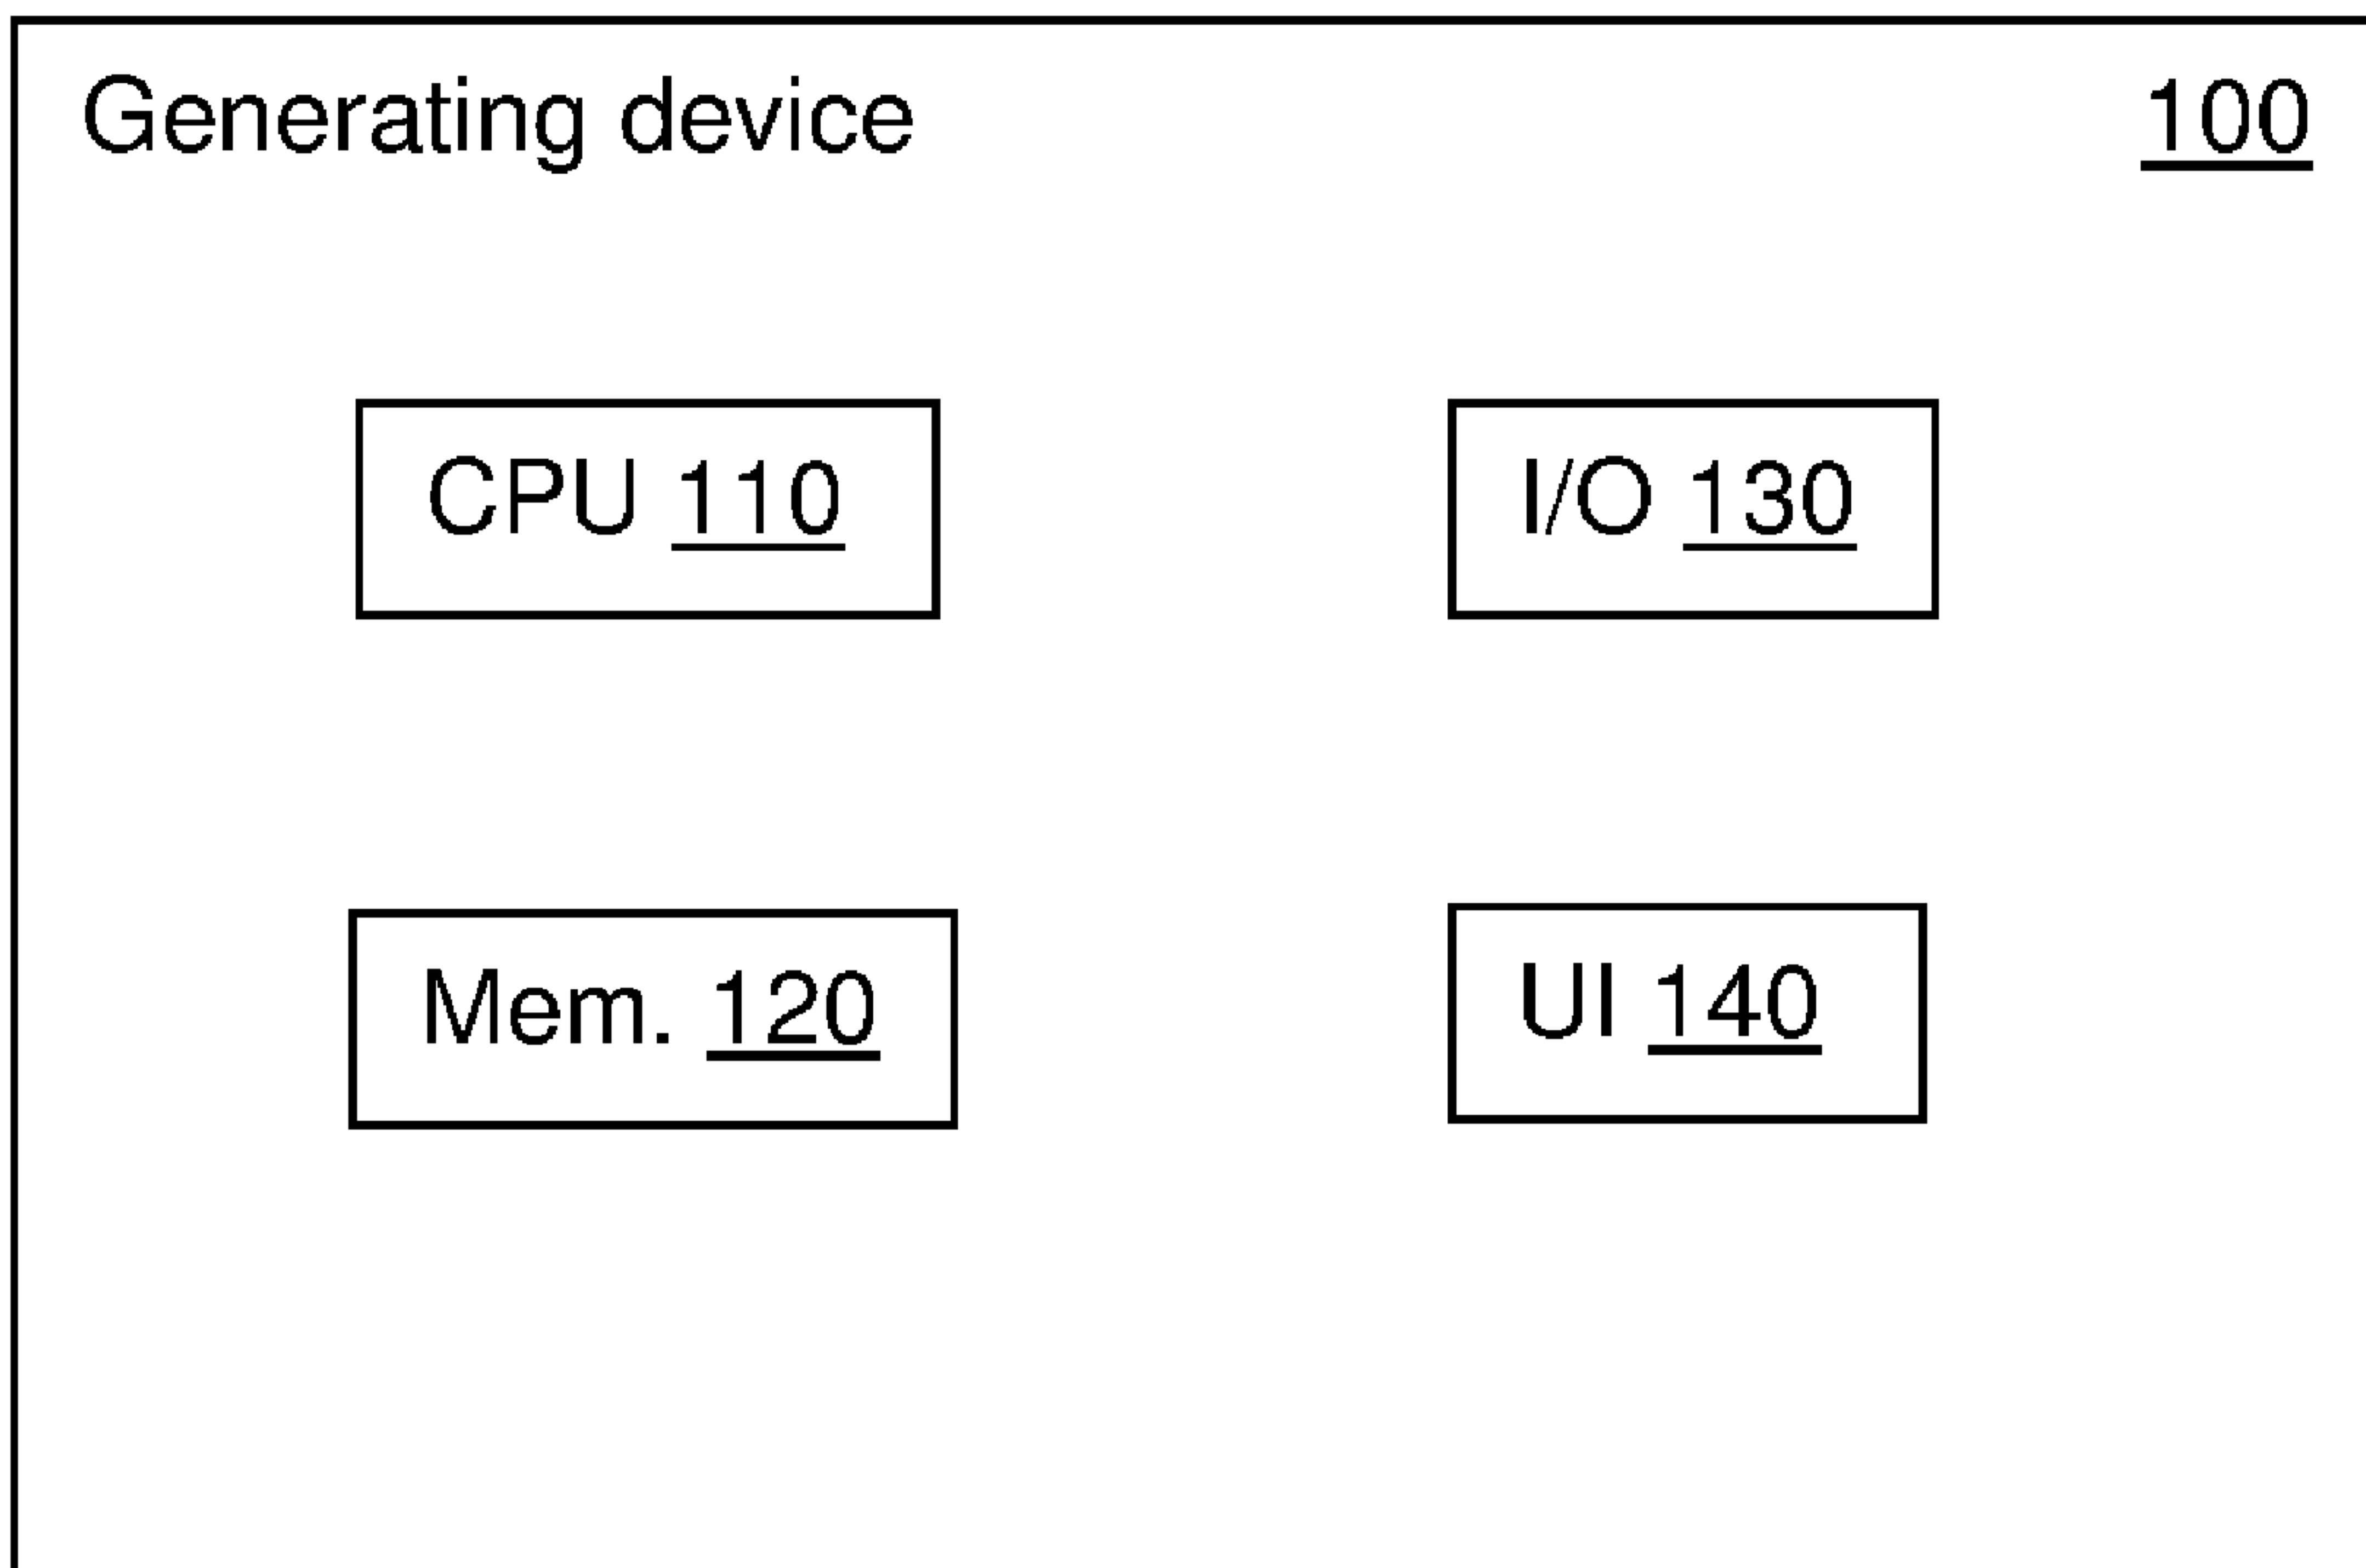 Generating device 100
CPU 110
I/O 130
Mem. 120
UI 140